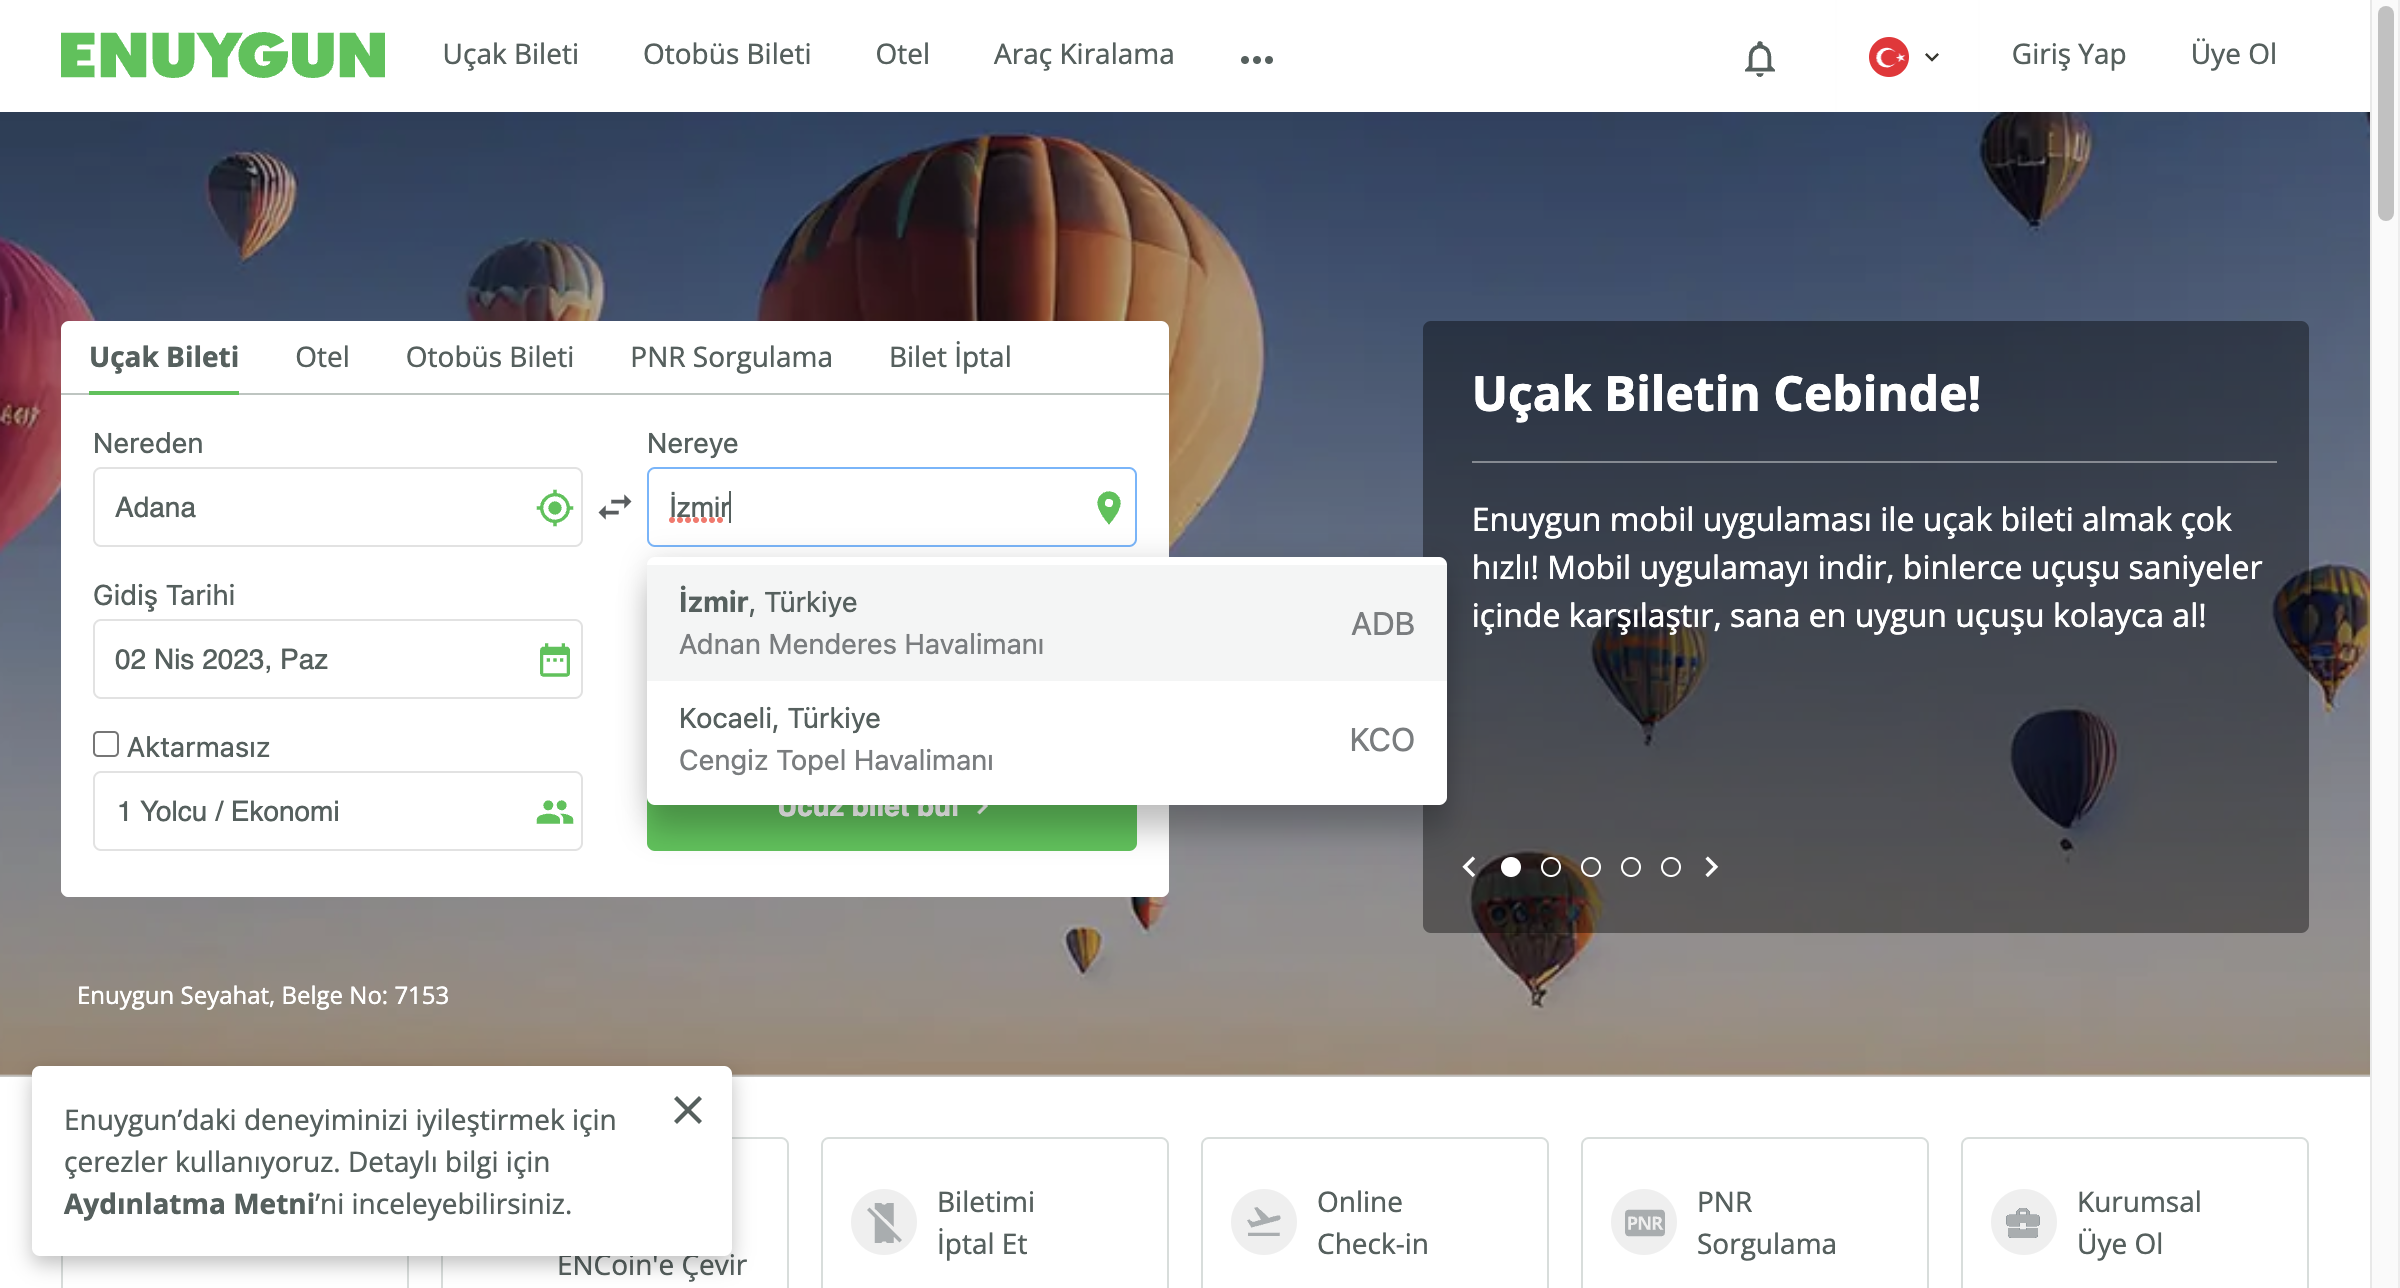 ENUYGUN
Uçak Bileti
Otobüs Bileti
Otel
Araç Kiralama
Giriş Yap
Üye Ol
Uçak Bileti
Otel
Otobüs Bileti
PNR Sorgulama
Bilet İptal
Nereden
Adana
Nereye
İzmir
İzmir, Türkiye
Adnan Menderes Havalimanı
ADB
Kocaeli, Türkiye
Cengiz Topel Havalimanı
KCO
Gidiş Tarihi
02 Nis 2023, Paz
Aktarmasız
1 Yolcu / Ekonomi
Ucuz bilet bul
Uçak Biletin Cebinde!
Enuygun mobil uygulaması ile uçak bileti almak çok
hızlı! Mobil uygulamayı indir, binlerce uçuşu saniyeler
içinde karşılaştır, sana en uygun uçuşu kolayca al!
Enuygun Seyahat, Belge No: 7153
Enuygun’daki deneyiminizi iyileştirmek için
çerezler kullanıyoruz. Detaylı bilgi için
Aydınlatma Metni’ni inceleyebilirsiniz.
ENCoin'e Çevir
Biletimi
İptal Et
Online
Check-in
PNR
PNR
Sorgulama
Kurumsal
Üye Ol